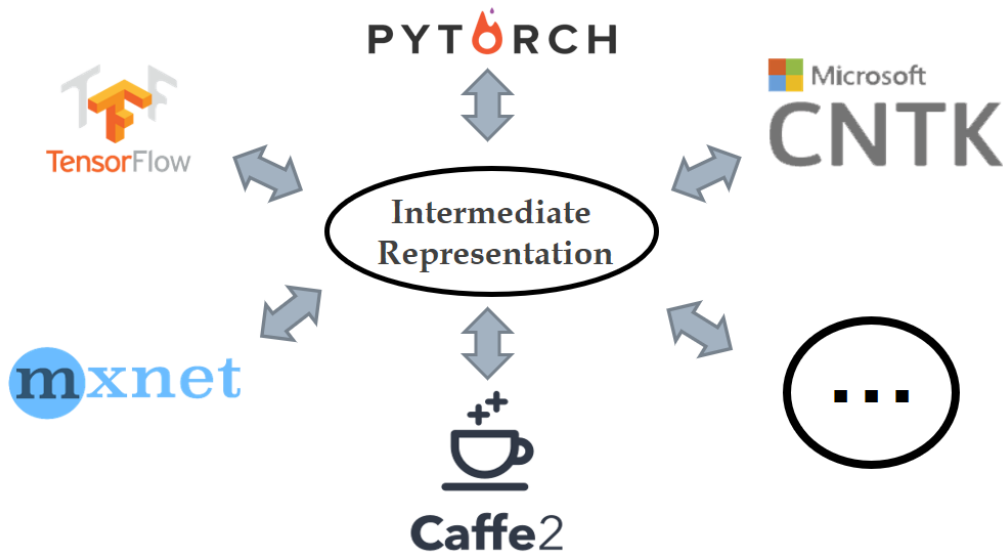 PYTORCH
TensorFlow
Microsoft
CNTK
Intermediate
Representation
mxnet
...
Caffe2